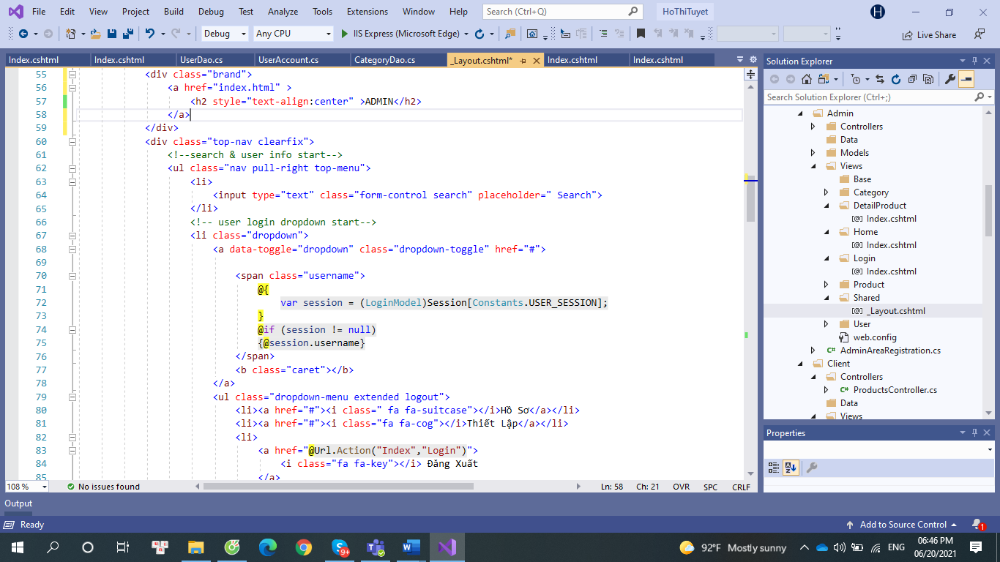 File Edit View Project Build Debug Test Analyze Tools Extensions Window Help Search (Ctrl+Q) HoThiTuyet H
Debug Any CPU IIS Express (Microsoft Edge) Live Share
Index.cshtml Index.cshtml UserDao.cs UserAccount.cs CategoryDao.cs _Layout.cshtml* Index.cshtml Index.cshtml
55 <div class="brand">
56 <a href="index.html" >
57 <h2 style="text-align:center" >ADMIN</h2>
58 </a>
59 </div>
60 <div class="top-nav clearfix">
61 <!--search & user info start-->
62 <ul class="nav pull-right top-menu">
63 <li>
64 <input type="text" class="form-control search" placeholder=" Search">
65 </li>
66 <!-- user login dropdown start-->
67 <li class="dropdown">
68 <a data-toggle="dropdown" class="dropdown-toggle" href="#">
69
70 <span class="username">
71 @{
72 var session = (LoginModel)Session[Constants.USER_SESSION];
73 }
74 @if (session != null)
75 {@session.username}
76 </span>
77 <b class="caret"></b>
78 </a>
79 <ul class="dropdown-menu extended logout">
80 <li><a href="#"><i class=" fa fa-suitcase"></i>Hồ Sơ</a></li>
81 <li><a href="#"><i class="fa fa-cog"></i>Thiết Lập</a></li>
82 <li>
83 <a href="@Url.Action("Index","Login")">
84 <i class="fa fa-key"></i> Đăng Xuất
85 </a>
108 % No issues found Ln: 58 Ch: 21 OVR SPC CRLF
Solution Explorer
Search Solution Explorer (Ctrl+;)
Admin
Controllers
Data
Models
Views
Base
Category
DetailProduct
[@] Index.cshtml
Home
[@] Index.cshtml
Login
[@] Index.cshtml
Product
Shared
[@] _Layout.cshtml
User
web.config
C# AdminAreaRegistration.cs
Client
Controllers
C# ProductsController.cs
Data
Views
Properties
Output
Ready Add to Source Control 1
9+ 92°F Mostly sunny ENG 06:46 PM
06/20/2021